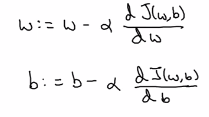 w := w - α dJ(w,b)/dw
b := b - α dJ(w,b)/db